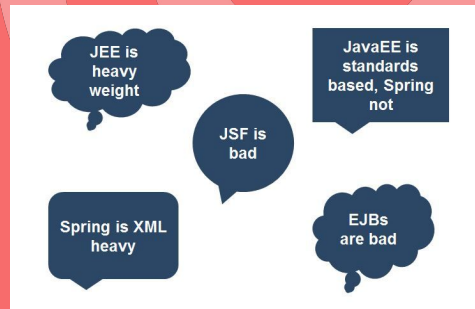 JEE is
heavy
weight
JavaEE is
standards
based, Spring
not
JSF is
bad
Spring is XML
heavy
EJBs
are bad